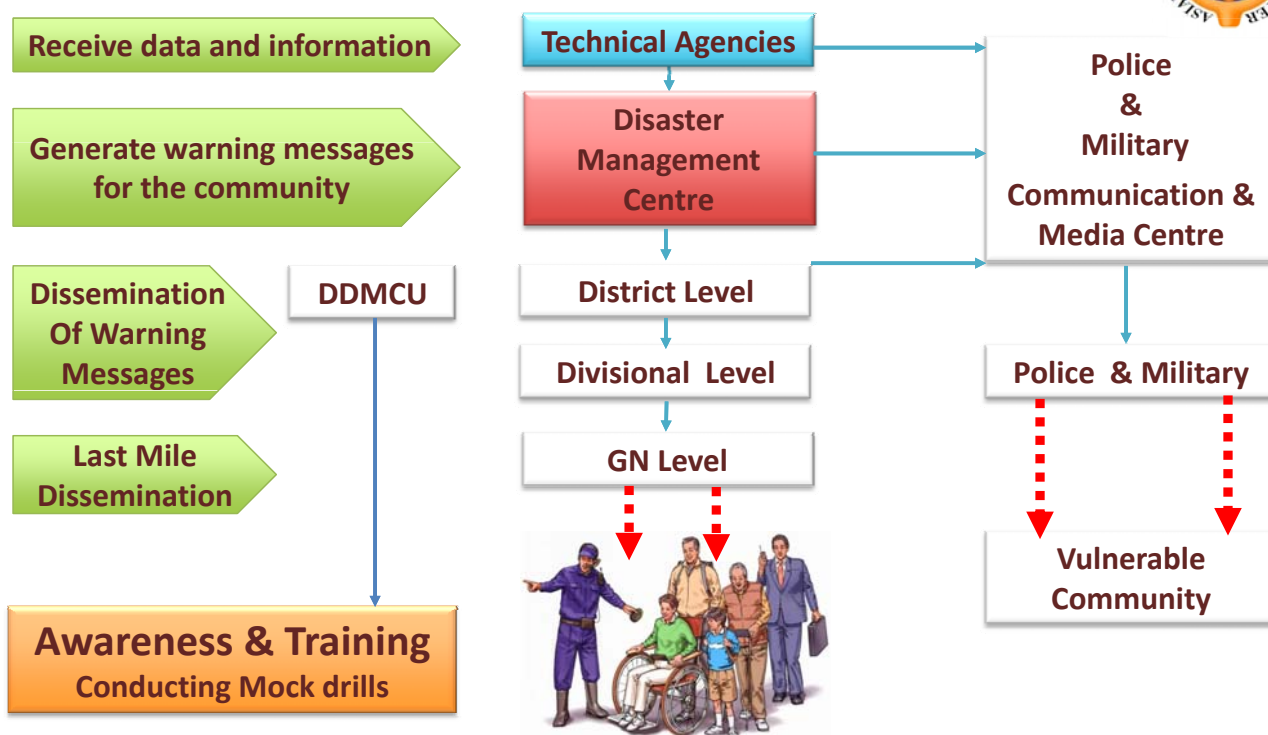 Receive data and information
Technical Agencies
Police
&
Military
Communication &
Media Centre
Generate warning messages
for the community
Disaster
Management
Centre
Dissemination
Of Warning
Messages
DDMCU
District Level
Divisional Level
Police & Military
Last Mile
Dissemination
GN Level
Vulnerable
Community
Awareness & Training
Conducting Mock drills
ASIAN